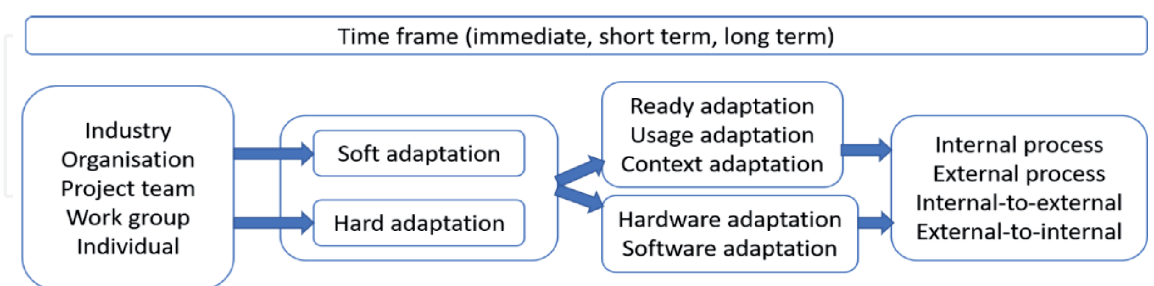 Time frame (immediate, short term, long term)
Industry
Organisation
Project team
Work group
Individual
Soft adaptation
Hard adaptation
Ready adaptation
Usage adaptation
Context adaptation
Hardware adaptation
Software adaptation
Internal process
External process
Internal-to-external
External-to-internal